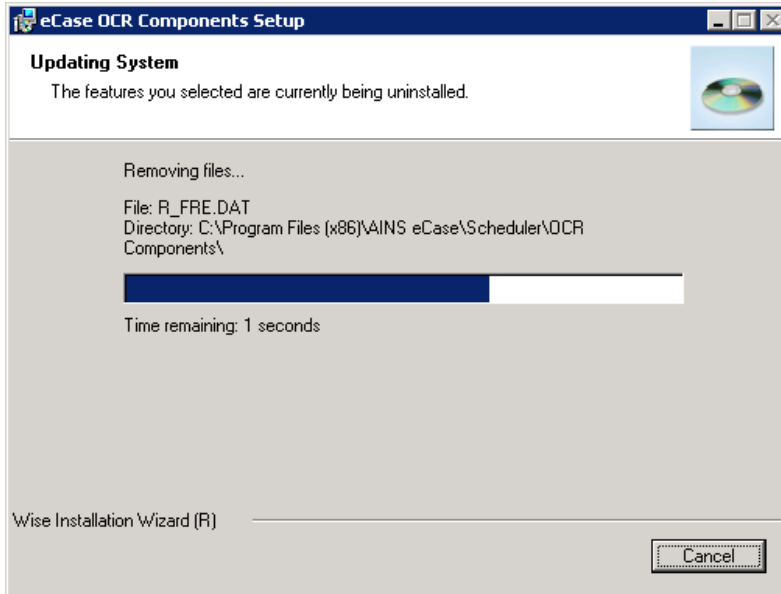 eCase OCR Components Setup
Updating System
The features you selected are currently being uninstalled.
Removing files...
File: R_FRE.DAT
Directory: C:\Program Files (x86)\AINS eCase\Scheduler\OCR
Components\
Time remaining: 1 seconds
Wise Installation Wizard (R)
Cancel